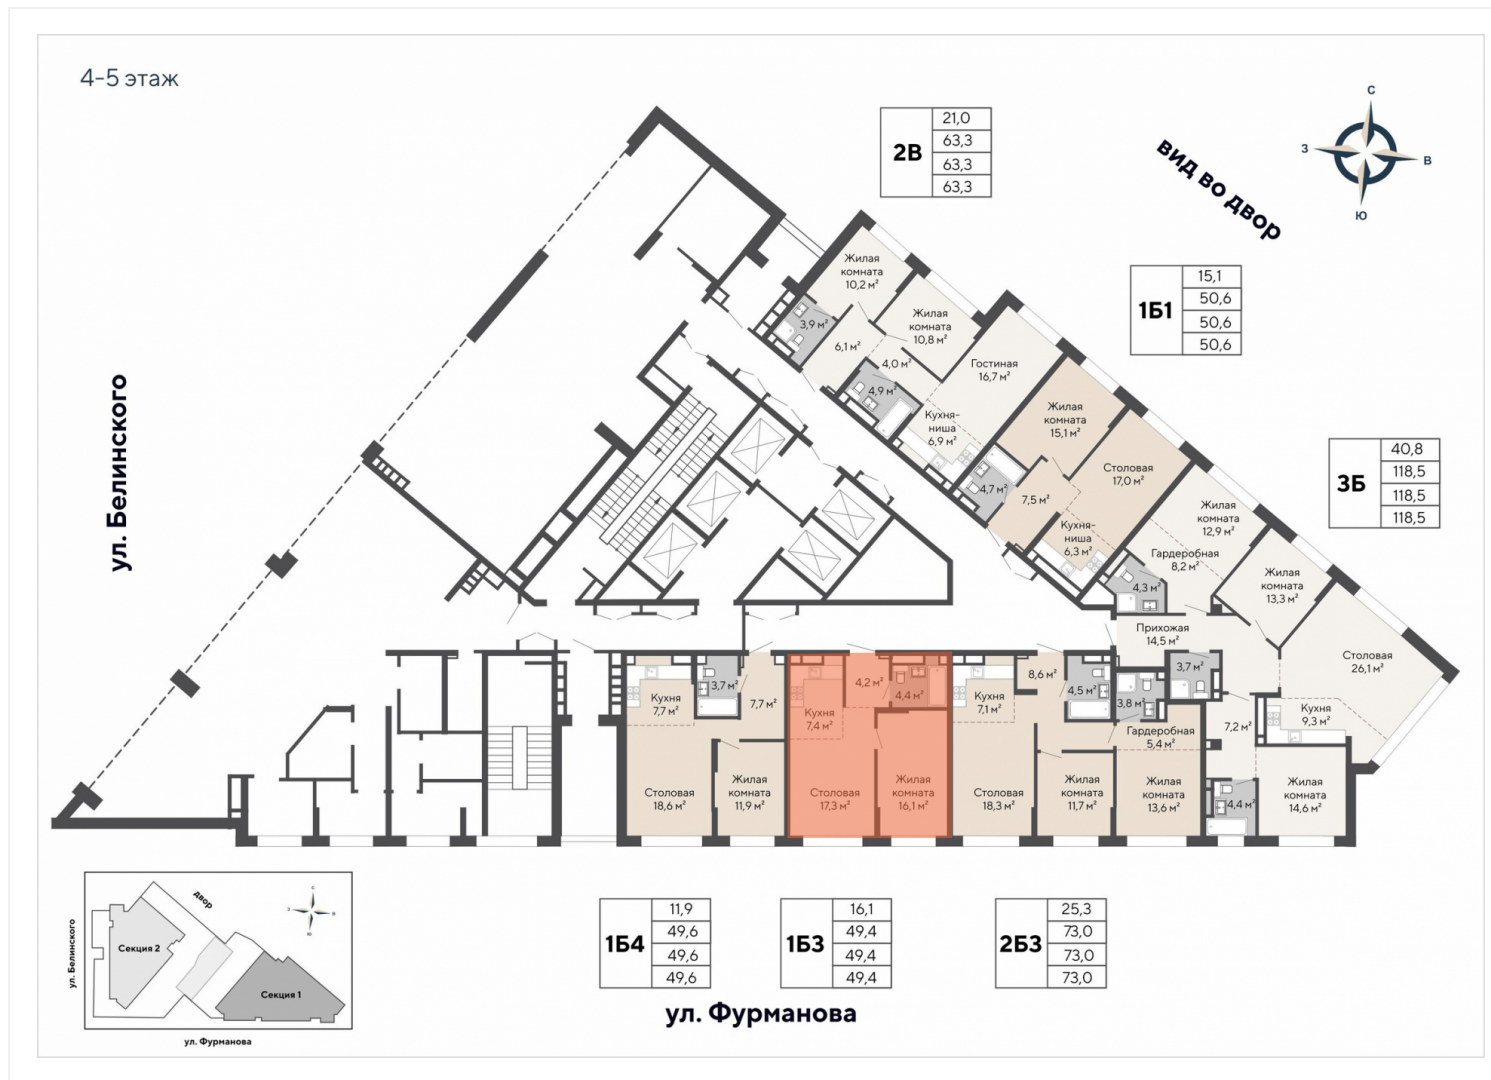 4-5 этаж
2В
21,0
63,3
63,3
63,3
С
З
В
Ю
вид во двор
1Б1
15,1
50,6
50,6
50,6
3Б
40,8
118,5
118,5
118,5
ул. Белинского
Жилая
комната
10,2 м²
3,9 м²
6,1 м²
Жилая
комната
10,8 м²
4,0 м²
4,9 м²
Гостиная
16,7 м²
Кухня-
ниша
6,9 м²
Жилая
комната
15,1 м²
4,7 м²
7,5 м²
Столовая
17,0 м²
Кухня-
ниша
6,3 м²
Жилая
комната
12,9 м²
Гардеробная
8,2 м²
4,3 м²
Жилая
комната
13,3 м²
Прихожая
14,5 м²
Столовая
26,1 м²
3,7 м²
3,8 м²
Кухня
9,3 м²
7,2 м²
4,4 м²
Жилая
комната
14,6 м²
Кухня
7,7 м²
3,7 м²
7,7 м²
Столовая
18,6 м²
Жилая
комната
11,9 м²
Кухня
7,4 м²
4,2 м²
4,4 м²
Столовая
17,3 м²
Жилая
комната
16,1 м²
Кухня
7,1 м²
8,6 м²
4,5 м²
Гардеробная
5,4 м²
Столовая
18,3 м²
Жилая
комната
11,7 м²
Жилая
комната
13,6 м²
1Б4
11,9
49,6
49,6
49,6
1Б3
16,1
49,4
49,4
49,4
2Б3
25,3
73,0
73,0
73,0
ул. Фурманова
двор
С
В
Ю
ул. Белинского
Секция 2
Секция 1
ул. Фурманова